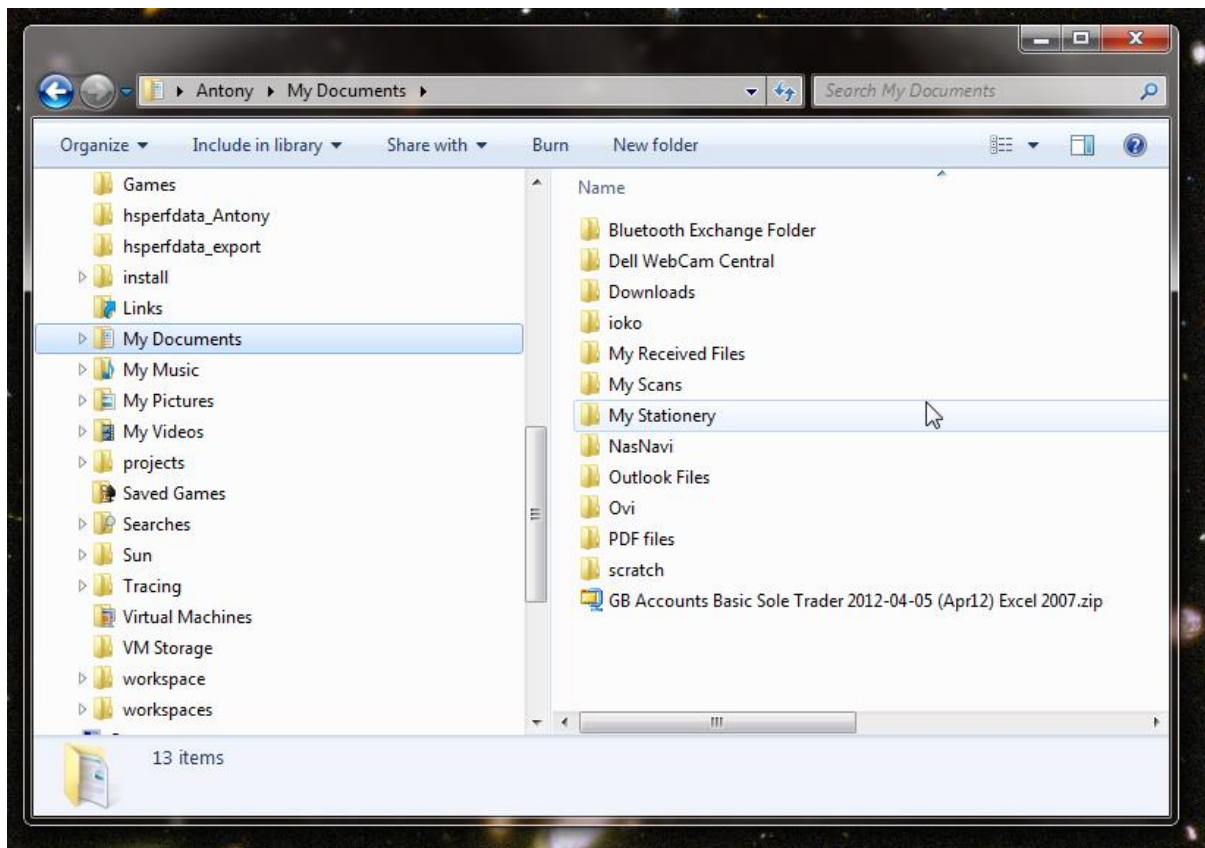 Antony My Documents
Search My Documents
Organize Include in library Share with Burn New folder
Games
hsperfdata_Antony
hsperfdata_export
install
Links
My Documents
My Music
My Pictures
My Videos
projects
Saved Games
Searches
Sun
Tracing
Virtual Machines
VM Storage
workspace
workspaces
Name
Bluetooth Exchange Folder
Dell WebCam Central
Downloads
ioko
My Received Files
My Scans
My Stationery
NasNavi
Outlook Files
Ovi
PDF files
scratch
GB Accounts Basic Sole Trader 2012-04-05 (Apr12) Excel 2007.zip
13 items